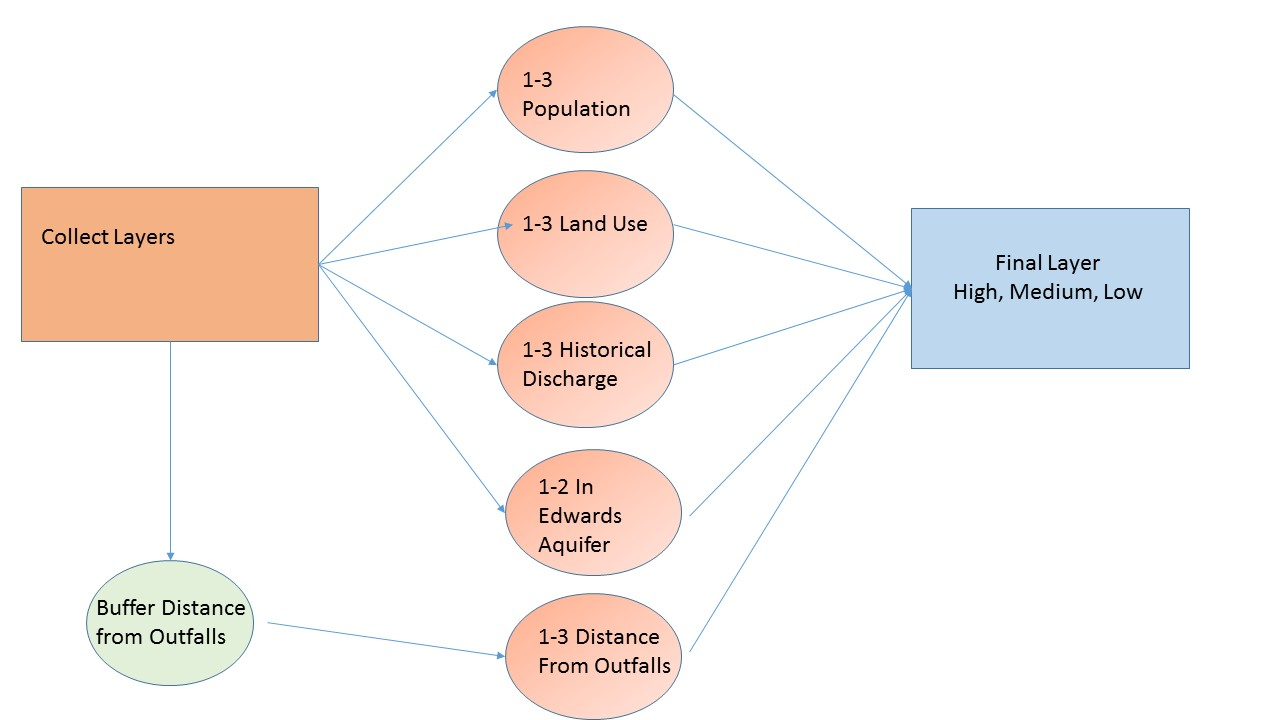 1-3
Population
Collect Layers
1-3 Land Use
Final Layer
High, Medium, Low
1-3 Historical
Discharge
1-2 In
Edwards
Aquifer
Buffer Distance
from Outfalls
1-3 Distance
From Outfalls